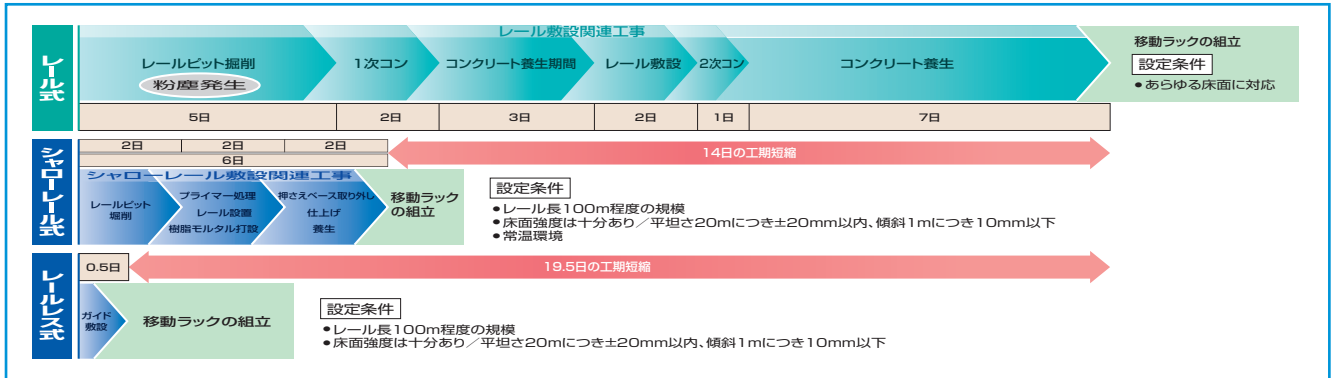 レール式
レール敷設関連工事
レールピット掘削
粉塵発生
1次コン
コンクリート養生期間
レール敷設
2次コン
コンクリート養生
移動ラックの組立
設定条件
●あらゆる床面に対応
5日
2日
3日
2日
1日
7日
シャローレール式
2日
2日
2日
6日
14日の工期短縮
シャローレール敷設関連工事
レールピット
掘削
プライマー処理
レール設置
樹脂モルタル打設
押さえベース取り外し
仕上げ
養生
移動ラック
の組立
設定条件
●レール長100m程度の規模
●床面強度は十分あり/平坦さ20mにつき±20mm以内、傾斜1mにつき10mm以下
●常温環境
レールレス式
0.5日
19.5日の工期短縮
ガイド
敷設
移動ラックの組立
設定条件
●レール長100m程度の規模
●床面強度は十分あり/平坦さ20mにつき±20mm以内、傾斜1mにつき10mm以下